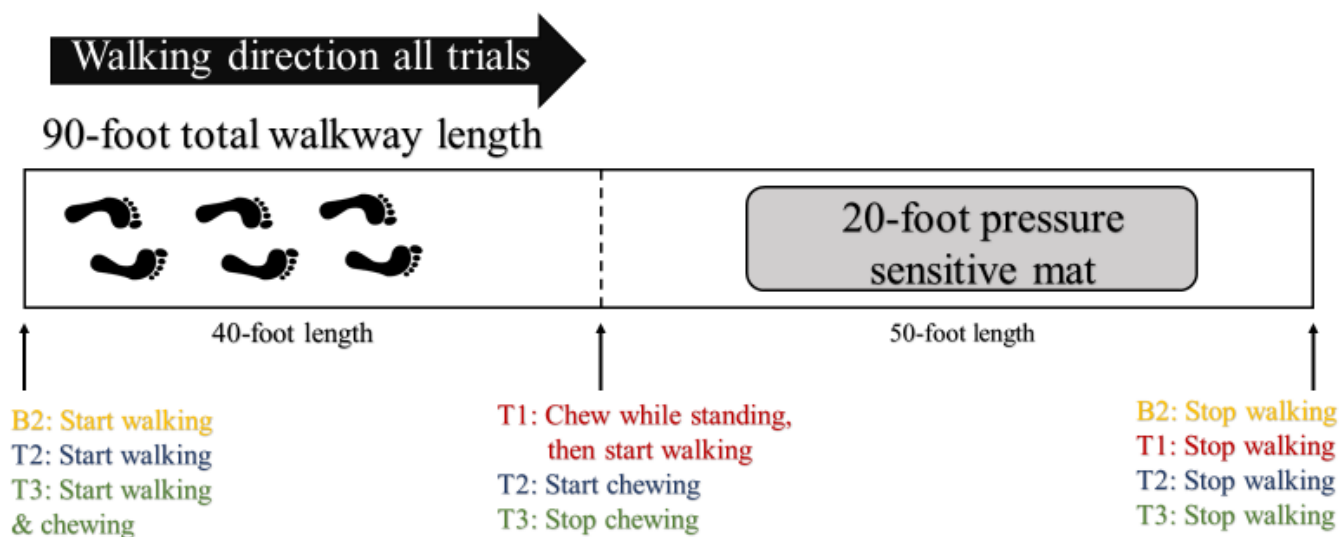 Walking direction all trials
90-foot total walkway length
20-foot pressure
sensitive mat
40-foot length
50-foot length
B2: Start walking
T2: Start walking
T3: Start walking
& chewing
T1: Chew while standing,
then start walking
T2: Start chewing
T3: Stop chewing
B2: Stop walking
T1: Stop walking
T2: Stop walking
T3: Stop walking